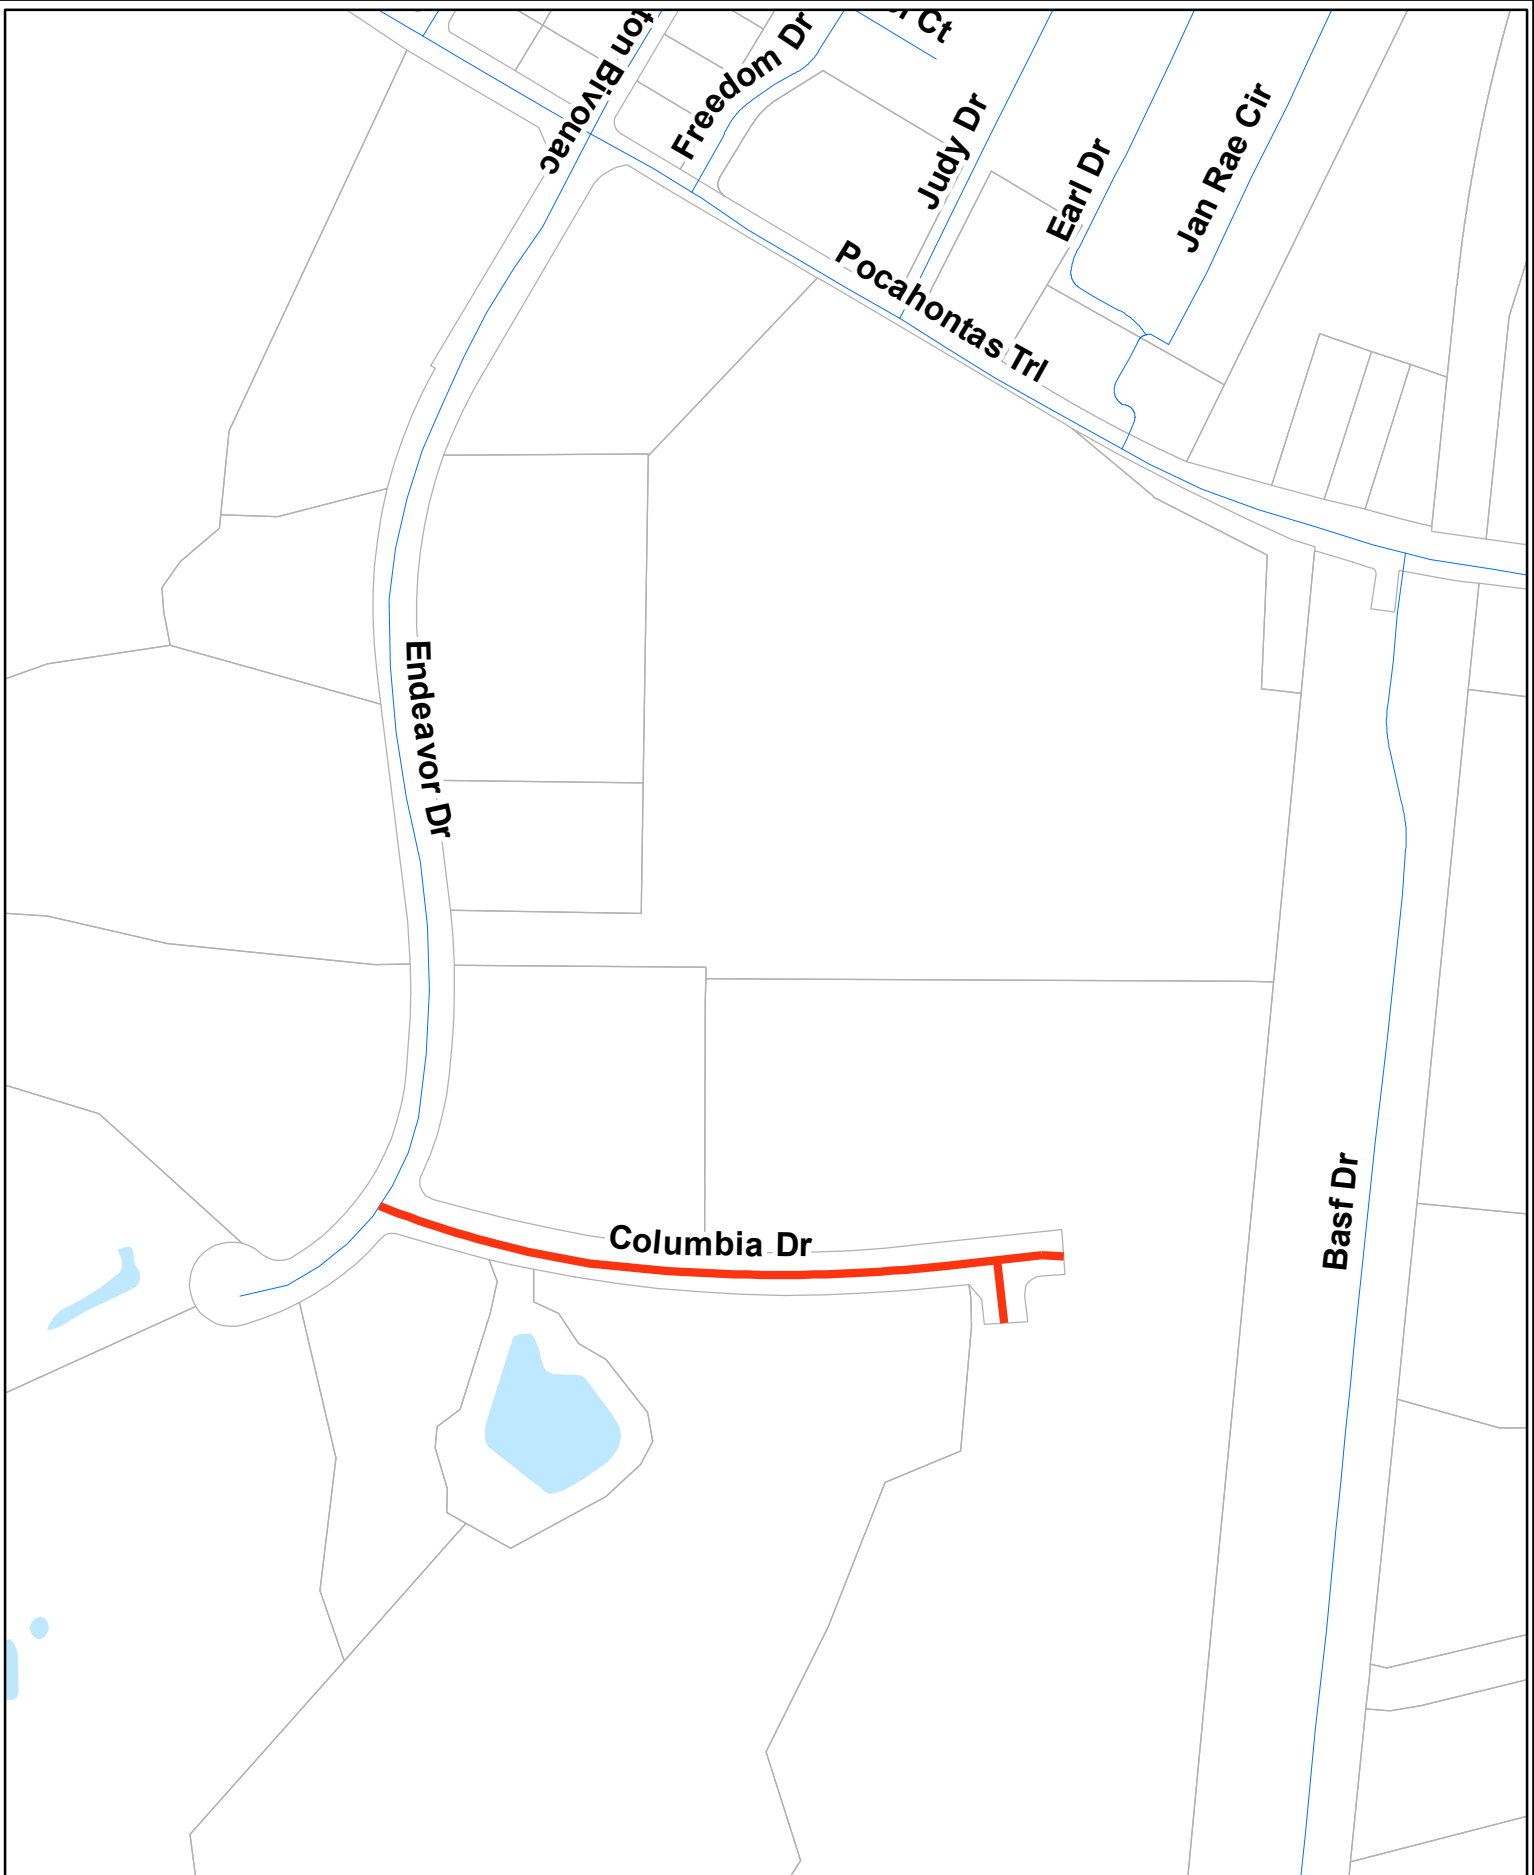 ton Bivouac
Freedom Dr
Ct
Judy Dr
Earl Dr
Jan Rae Cir
Pocahontas Trl
Endeavor Dr
Basf Dr
Columbia Dr